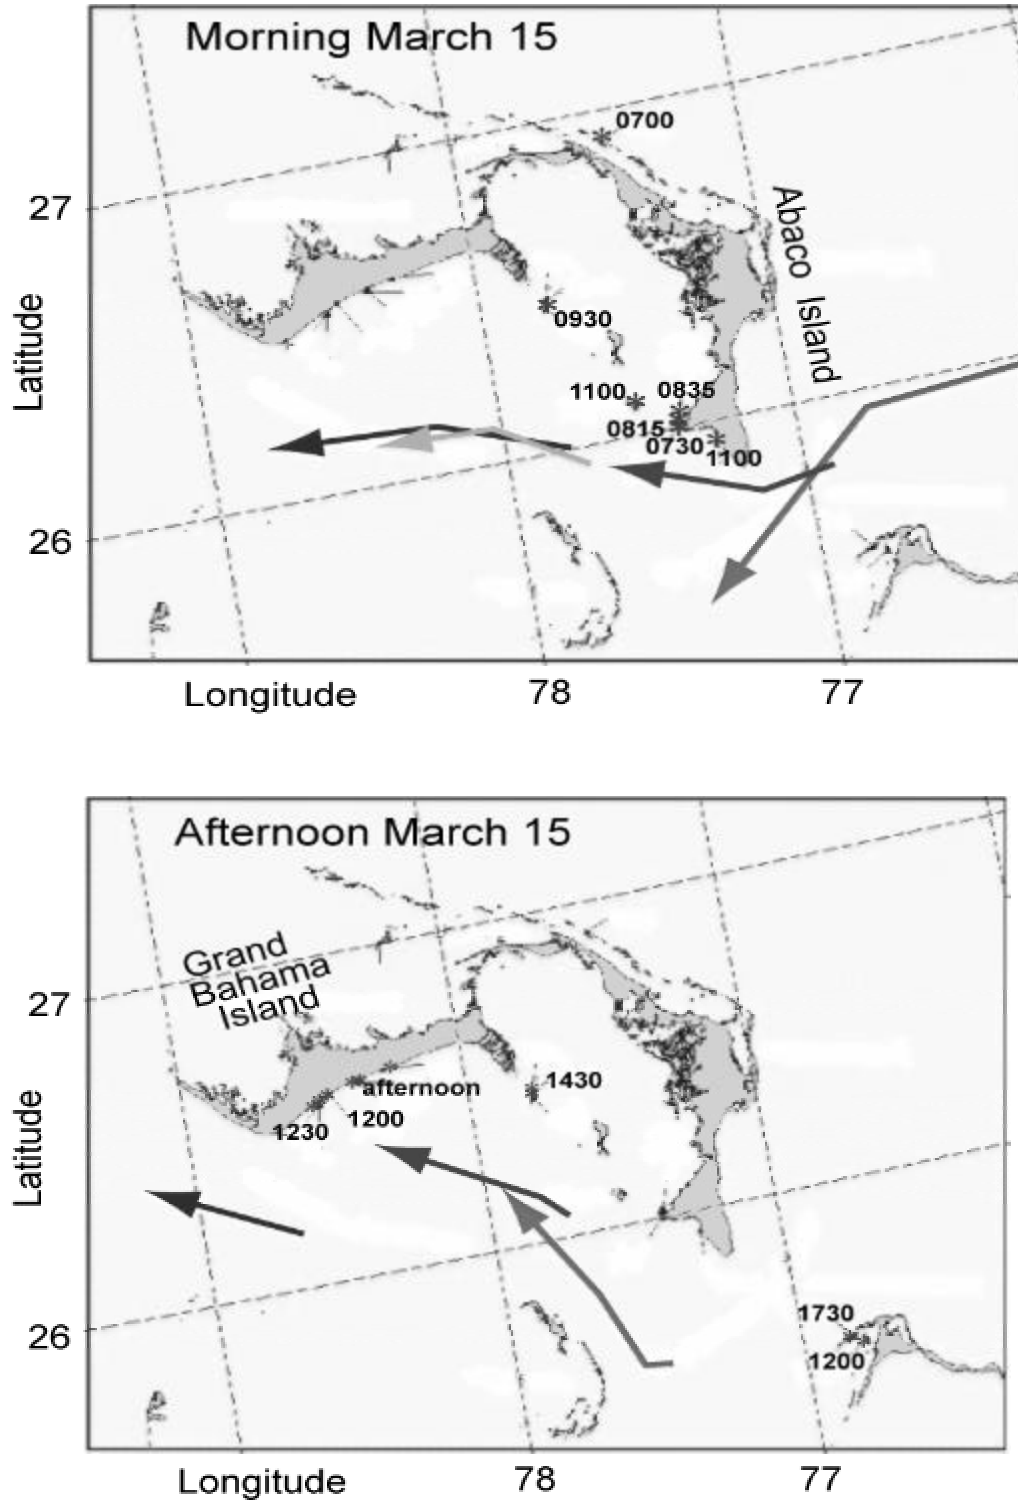 Morning March 15
0700
27
Abaco Island
0930
Latitude
1100
0835
0815
0730
1100
26
Longitude
78
77
Afternoon March 15
Grand
Bahama
Island
27
1430
afternoon
1200
1230
Latitude
1730
26
1200
Longitude
78
77